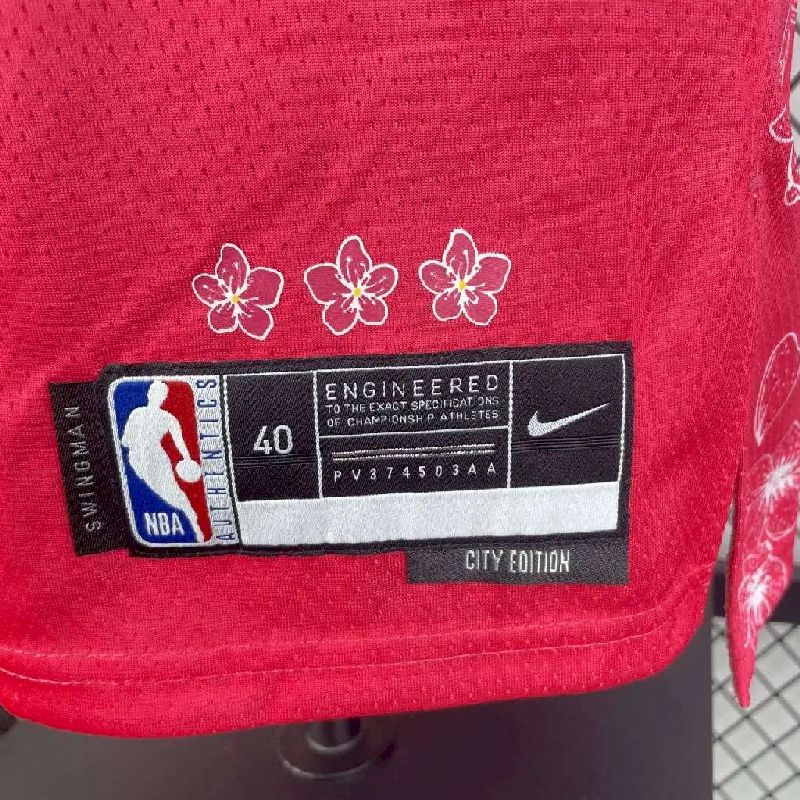 SWINGMAN
NBA
AUTHENTICS
40
ENGINEERED
TO THE EXACT SPECIFICATIONS
OF CHAMPIONSHIP ATHLETES
PV374503AA
CITY EDITION